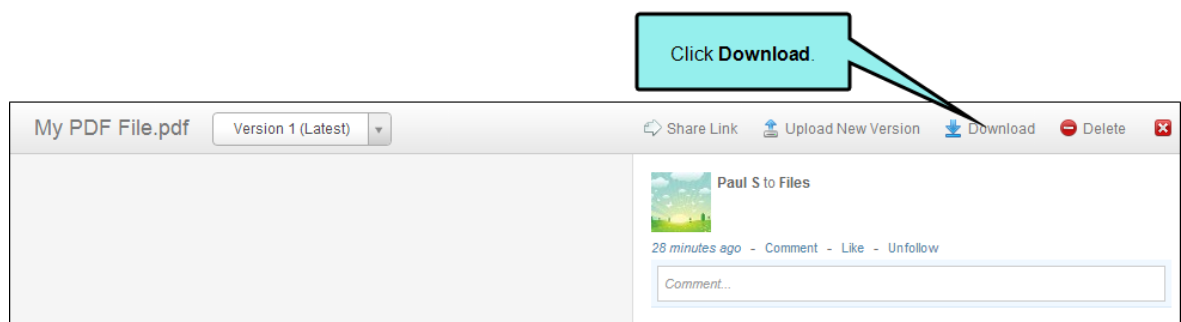 Click Download.
My PDF File.pdf Version 1 (Latest) Share Link Upload New Version Download Delete
Paul S to Files
28 minutes ago - Comment - Like - Unfollow
Comment...